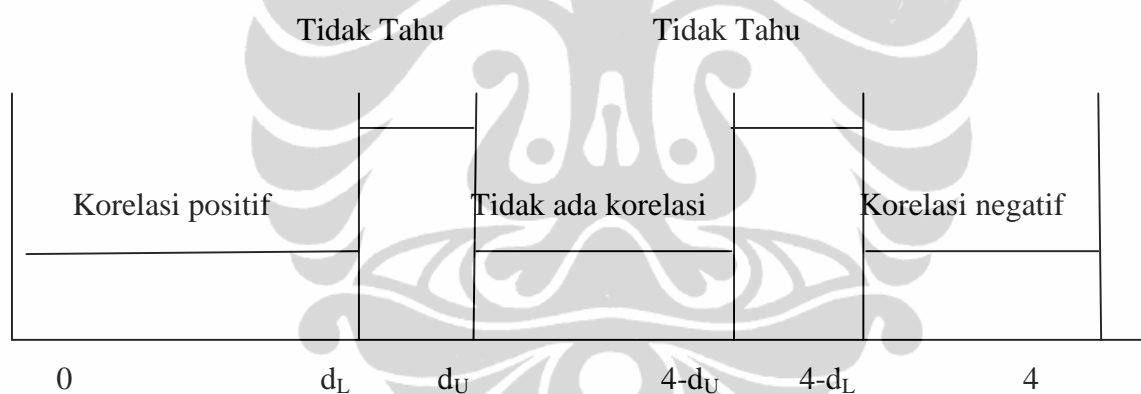 Tidak Tahu Tidak Tahu
Korelasi positif Tidak ada korelasi Korelasi negatif
0 dL dU 4-dU 4-dL 4